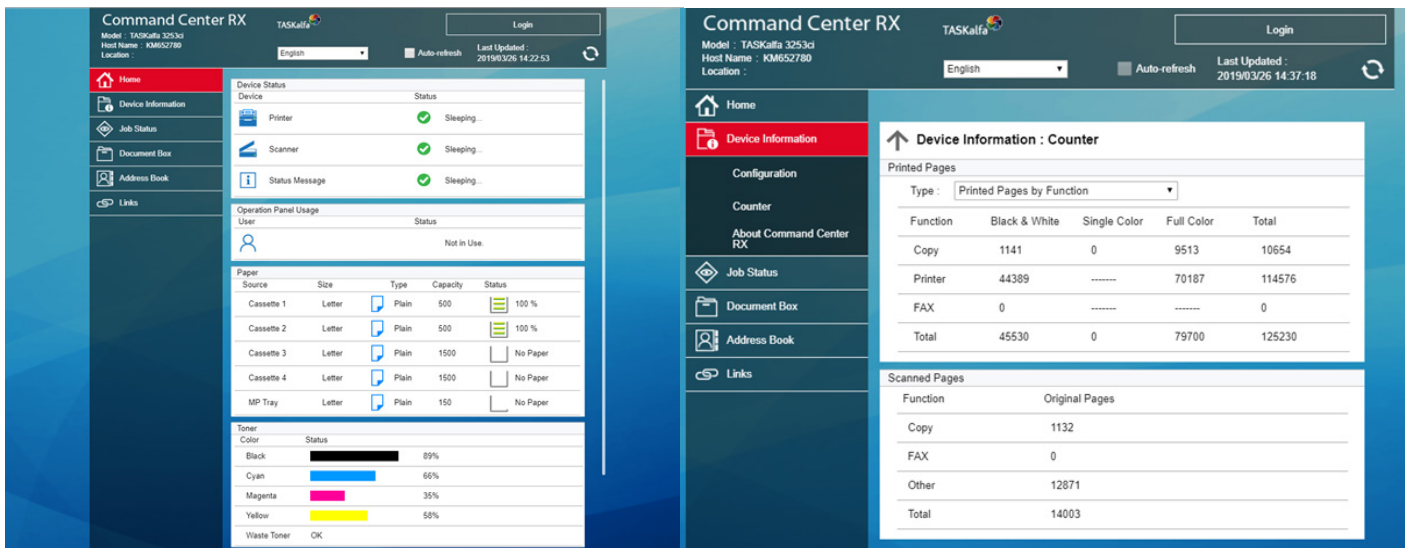 Command Center RX
TASKalfa
Login
Model : TASKalfa 3253ci
Host Name : KM652780
Location :
English
Auto-refresh
Last Updated :
2019/03/26 14:22:53
Home
Device Information
Job Status
Document Box
Address Book
Links
Device Status
Device Status
Printer Sleeping...
Scanner Sleeping...
Status Message Sleeping...
Operation Panel Usage
User Status
Not in Use.
Paper
Source Size Type Capacity Status
Cassette 1 Letter Plain 500 100 %
Cassette 2 Letter Plain 500 100 %
Cassette 3 Letter Plain 1500 No Paper
Cassette 4 Letter Plain 1500 No Paper
MP Tray Letter Plain 150 No Paper
Toner
Color Status
Black 89%
Cyan 66%
Magenta 35%
Yellow 58%
Waste Toner OK
Command Center RX
TASKalfa
Login
Model : TASKalfa 3253ci
Host Name : KM652780
Location :
English
Auto-refresh
Last Updated :
2019/03/26 14:37:18
Home
Device Information
Configuration
Counter
About Command Center
RX
Job Status
Document Box
Address Book
Links
Device Information : Counter
Printed Pages
Type : Printed Pages by Function
Function Black & White Single Color Full Color Total
Copy 1141 0 9513 10654
Printer 44389 ------- 70187 114576
FAX 0 ------- ------- 0
Total 45530 0 79700 125230
Scanned Pages
Function Original Pages
Copy 1132
FAX 0
Other 12871
Total 14003